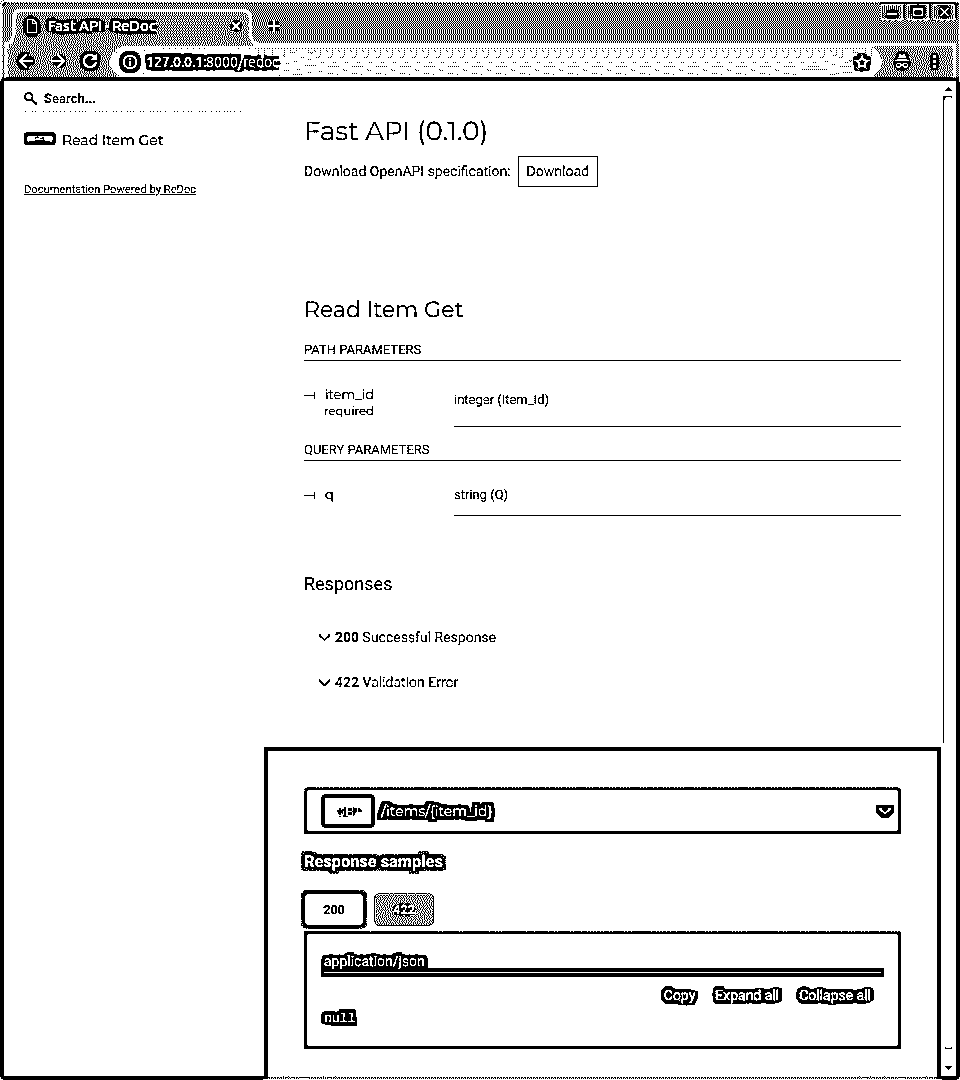 Fast API - ReDoc
127.0.0.1:8000/redoc
Search...
Read Item Get
Documentation Powered by ReDoc
Fast API (0.1.0)
Download OpenAPI specification: Download
Read Item Get
PATH PARAMETERS
item_id
required
integer (Item_Id)
QUERY PARAMETERS
q
string (Q)
Responses
200 Successful Response
422 Validation Error
/items/{item_id}
Response samples
200 422
application/json
Copy Expand all Collapse all
null